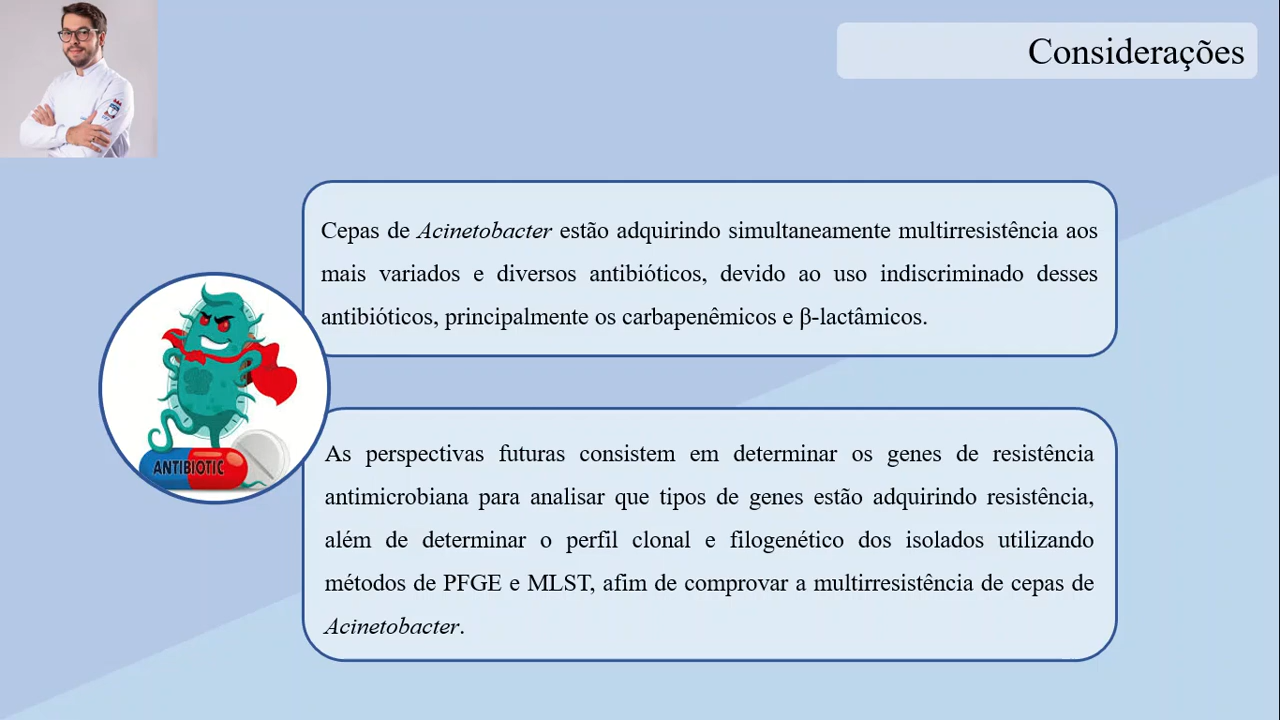 Considerações
Cepas de Acinetobacter estão adquirindo simultaneamente multirresistência aos
mais variados e diversos antibióticos, devido ao uso indiscriminado desses
antibióticos, principalmente os carbapenêmicos e β-lactâmicos.
ANTIBIOTIC
As perspectivas futuras consistem em determinar os genes de resistência
antimicrobiana para analisar que tipos de genes estão adquirindo resistência,
além de determinar o perfil clonal e filogenético dos isolados utilizando
métodos de PFGE e MLST, afim de comprovar a multirresistência de cepas de
Acinetobacter.